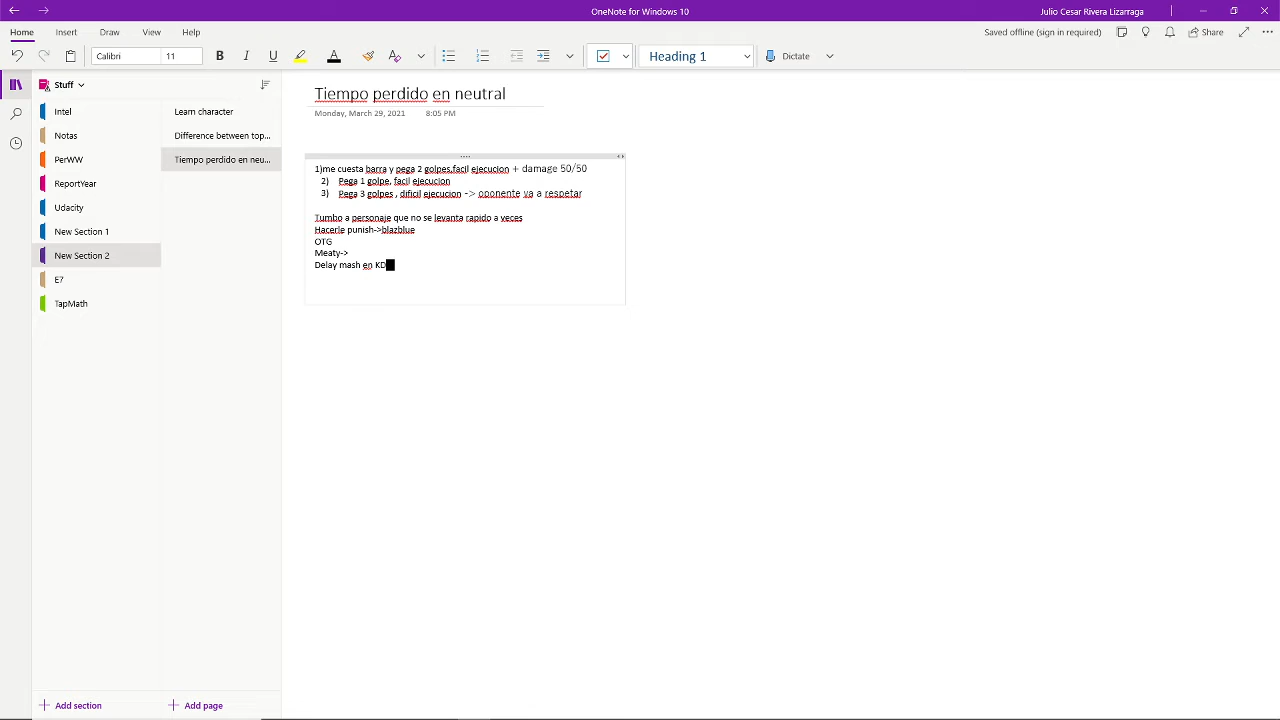 OneNote for Windows 10
Julio Cesar Rivera Lizarraga
Home Insert Draw View Help
Saved offline (sign in required)
Share
Calibri 11 B I U A
Heading 1
Dictate
Stuff
Intel
Notas
PerWW
ReportYear
Udacity
New Section 1
New Section 2
E7
TapMath
Add section
Learn character
Difference between top...
Tiempo perdido en neu...
Add page
Tiempo perdido en neutral
Monday, March 29, 2021 8:05 PM
1)me cuesta barra y pega 2 golpes,facil ejecucion + damage 50/50
2) Pega 1 golpe, facil ejecucion
3) Pega 3 golpes , dificil ejecucion -> oponente va a respetar
Tumbo a personaje que no se levanta rapido a veces
Hacerle punish->blazblue
OTG
Meaty->
Delay mash en KD